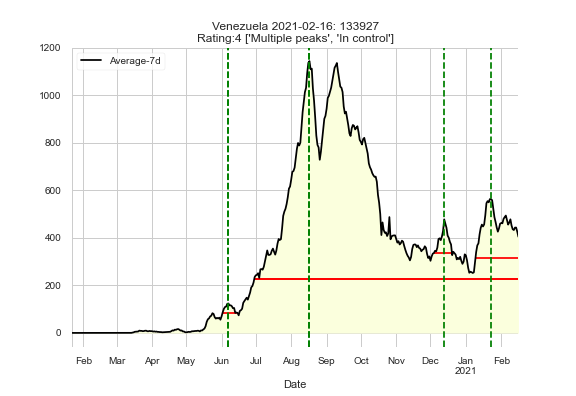 Venezuela 2021-02-16: 133927
Rating:4 ['Multiple peaks', 'In control']
1200
Average-7d
1000
800
600
400
200
0
Feb Mar Apr May Jun Jul Aug Sep Oct Nov Dec Jan Feb
2021
Date